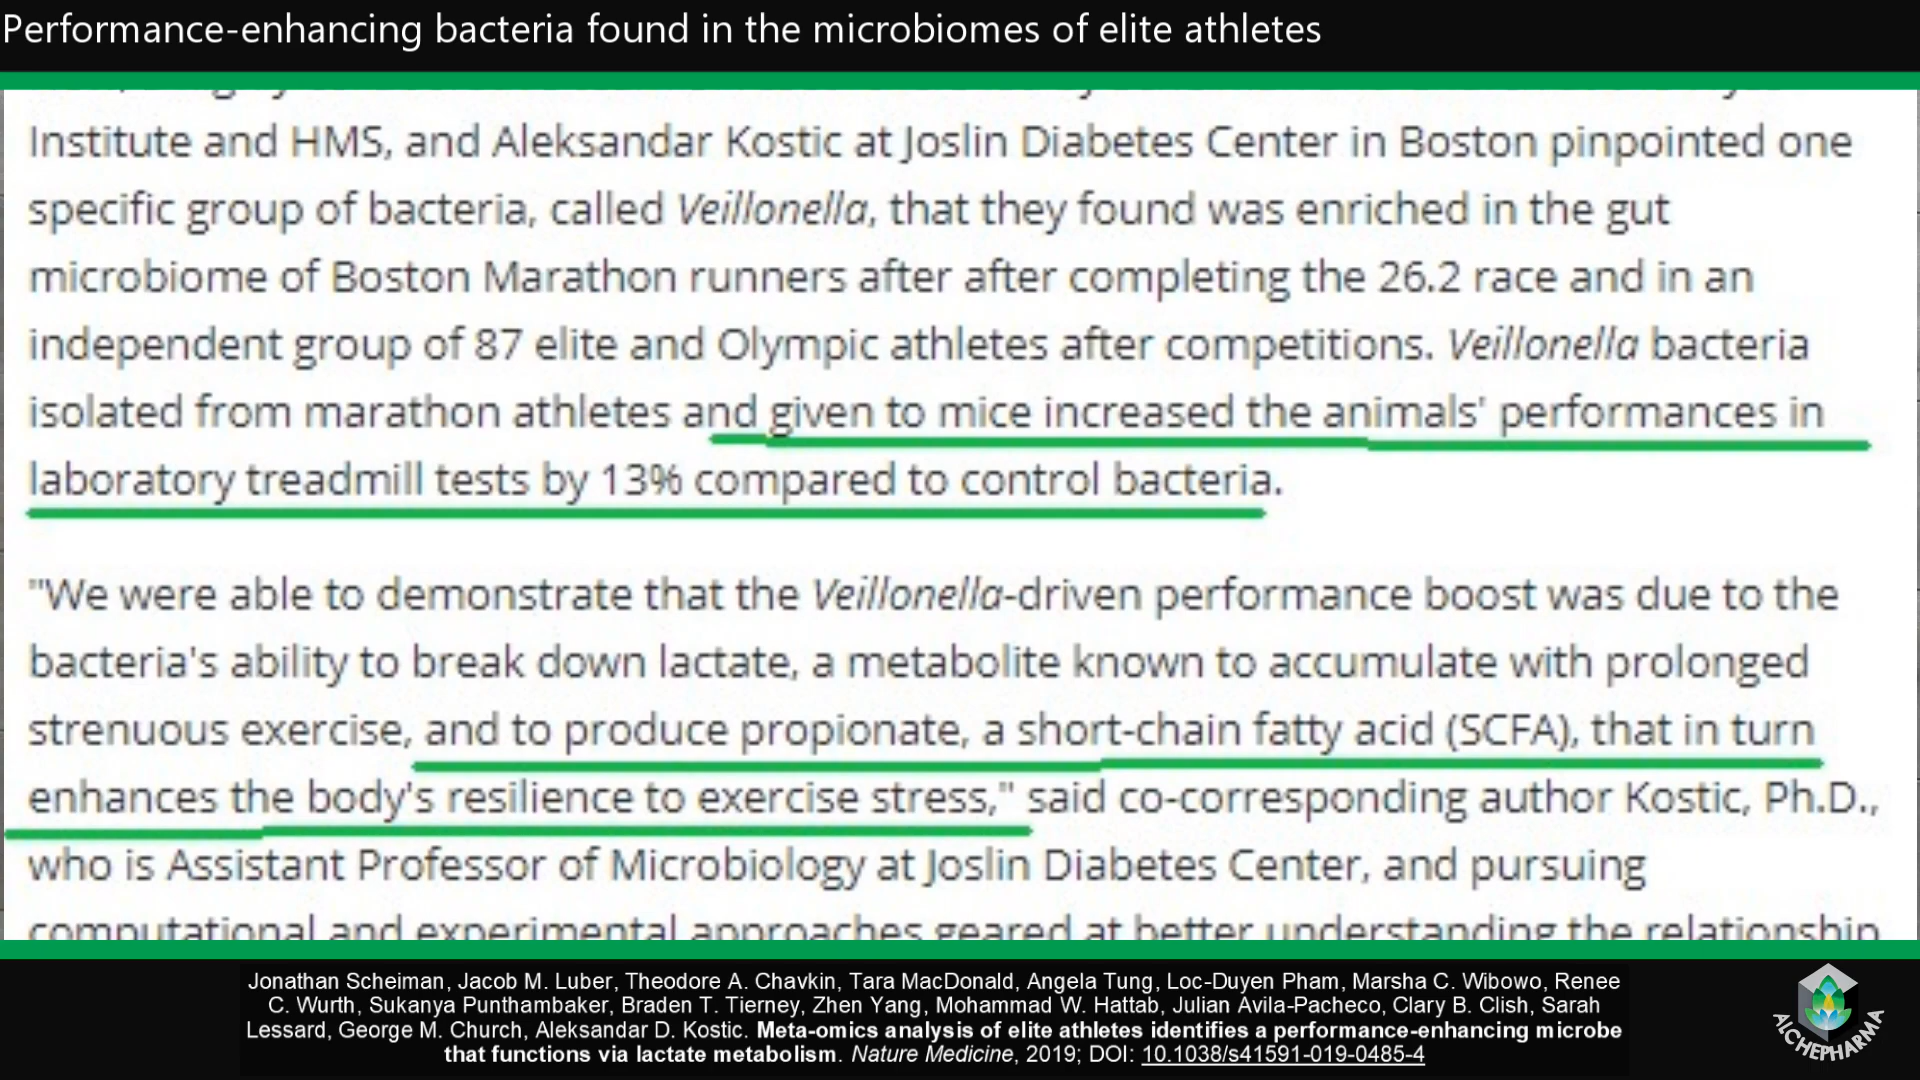 Performance-enhancing bacteria found in the microbiomes of elite athletes
Institute and HMS, and Aleksandar Kostic at Joslin Diabetes Center in Boston pinpointed one
specific group of bacteria, called Veillonella, that they found was enriched in the gut
microbiome of Boston Marathon runners after after completing the 26.2 race and in an
independent group of 87 elite and Olympic athletes after competitions. Veillonella bacteria
isolated from marathon athletes and given to mice increased the animals' performances in
laboratory treadmill tests by 13% compared to control bacteria.
"We were able to demonstrate that the Veillonella-driven performance boost was due to the
bacteria's ability to break down lactate, a metabolite known to accumulate with prolonged
strenuous exercise, and to produce propionate, a short-chain fatty acid (SCFA), that in turn
enhances the body's resilience to exercise stress," said co-corresponding author Kostic, Ph.D.,
who is Assistant Professor of Microbiology at Joslin Diabetes Center, and pursuing
computational and experimental approaches geared at better understanding the relationship
Jonathan Scheiman, Jacob M. Luber, Theodore A. Chavkin, Tara MacDonald, Angela Tung, Loc-Duyen Pham, Marsha C. Wibowo, Renee
C. Wurth, Sukanya Punthambaker, Braden T. Tierney, Zhen Yang, Mohammad W. Hattab, Julian Avila-Pacheco, Clary B. Clish, Sarah
Lessard, George M. Church, Aleksandar D. Kostic. Meta-omics analysis of elite athletes identifies a performance-enhancing microbe
that functions via lactate metabolism. Nature Medicine, 2019; DOI: 10.1038/s41591-019-0485-4
ALCHEPHARMA